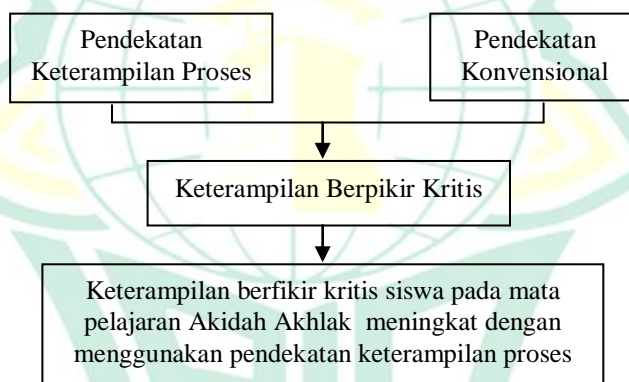 Pendekatan
Keterampilan Proses
Pendekatan
Konvensional
Keterampilan Berpikir Kritis
Keterampilan berfikir kritis siswa pada mata
pelajaran Akidah Akhlak meningkat dengan
menggunakan pendekatan keterampilan proses